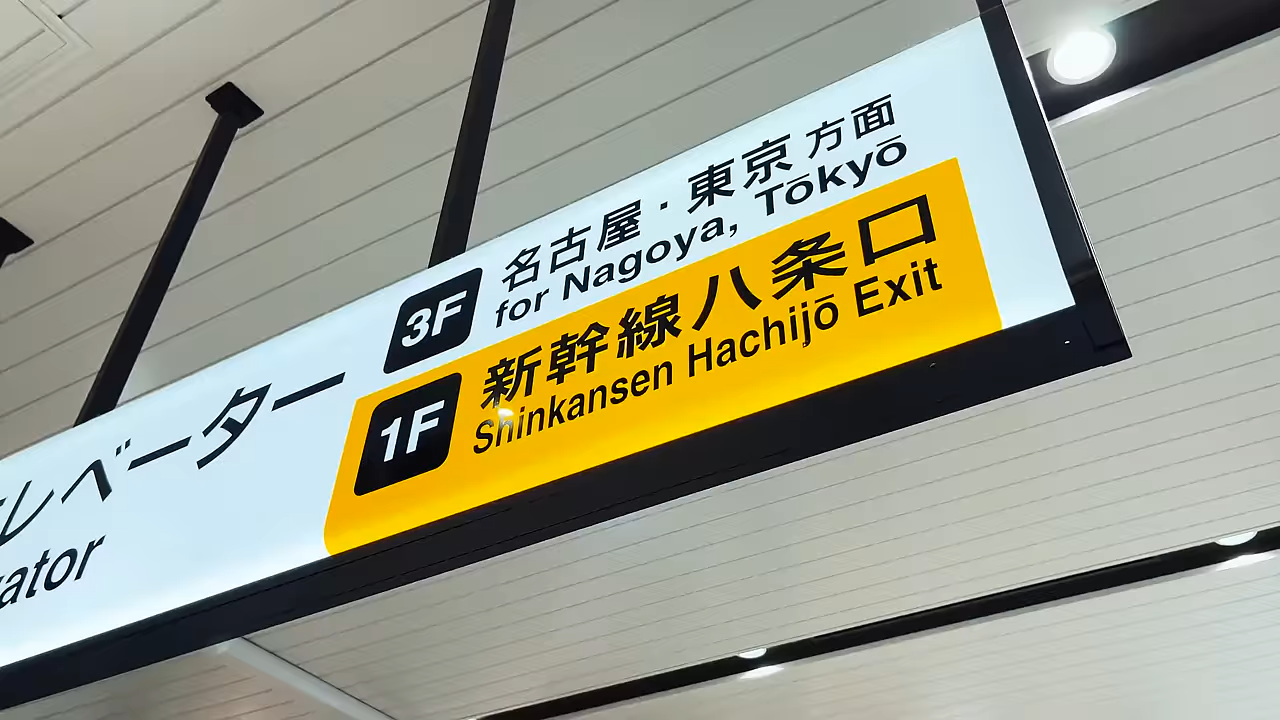 レベーター
3F 名古屋・東京 方面
for Nagoya, Tōkyō
1F 新幹線八条口
Shinkansen Hachijō Exit